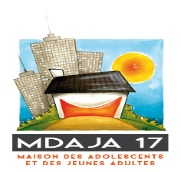 MDAJA 17
MAISON DES ADOLESCENTS
ET DES JEUNES ADULTES